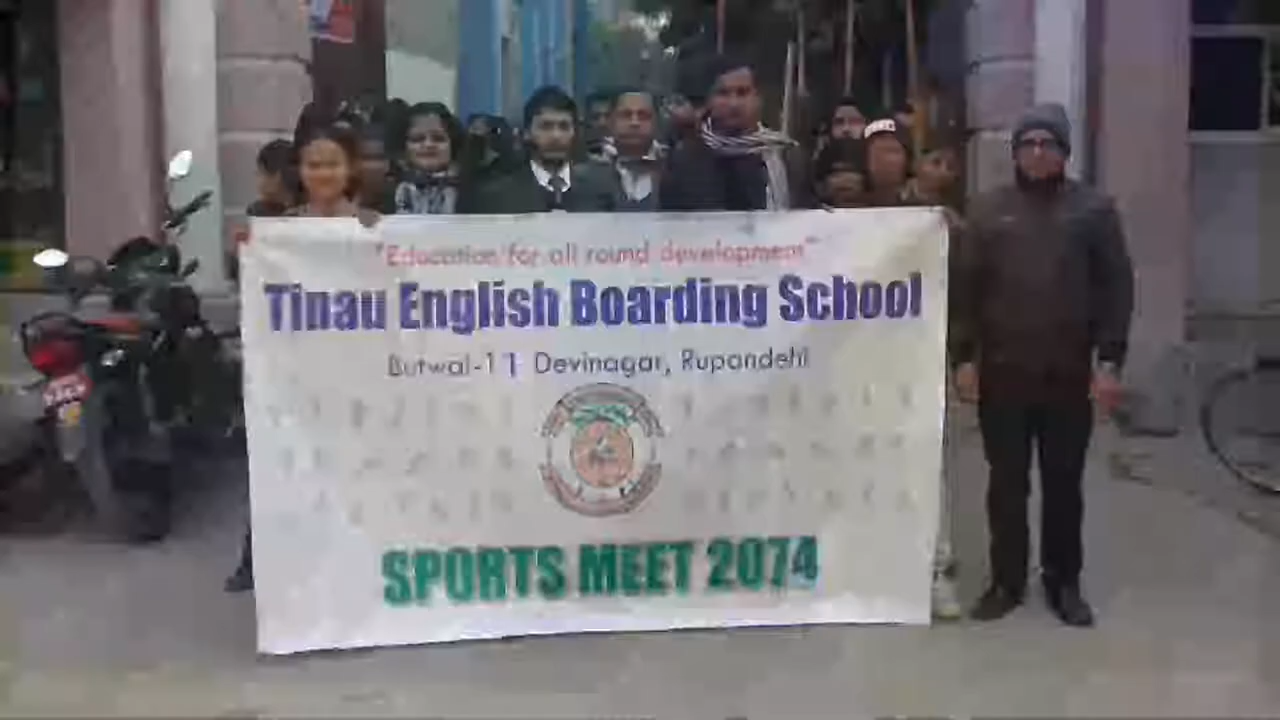 "Education for all round development"
Tinau English Boarding School
Butwal-11 Devinagar, Rupandehi
SPORTS MEET 2074